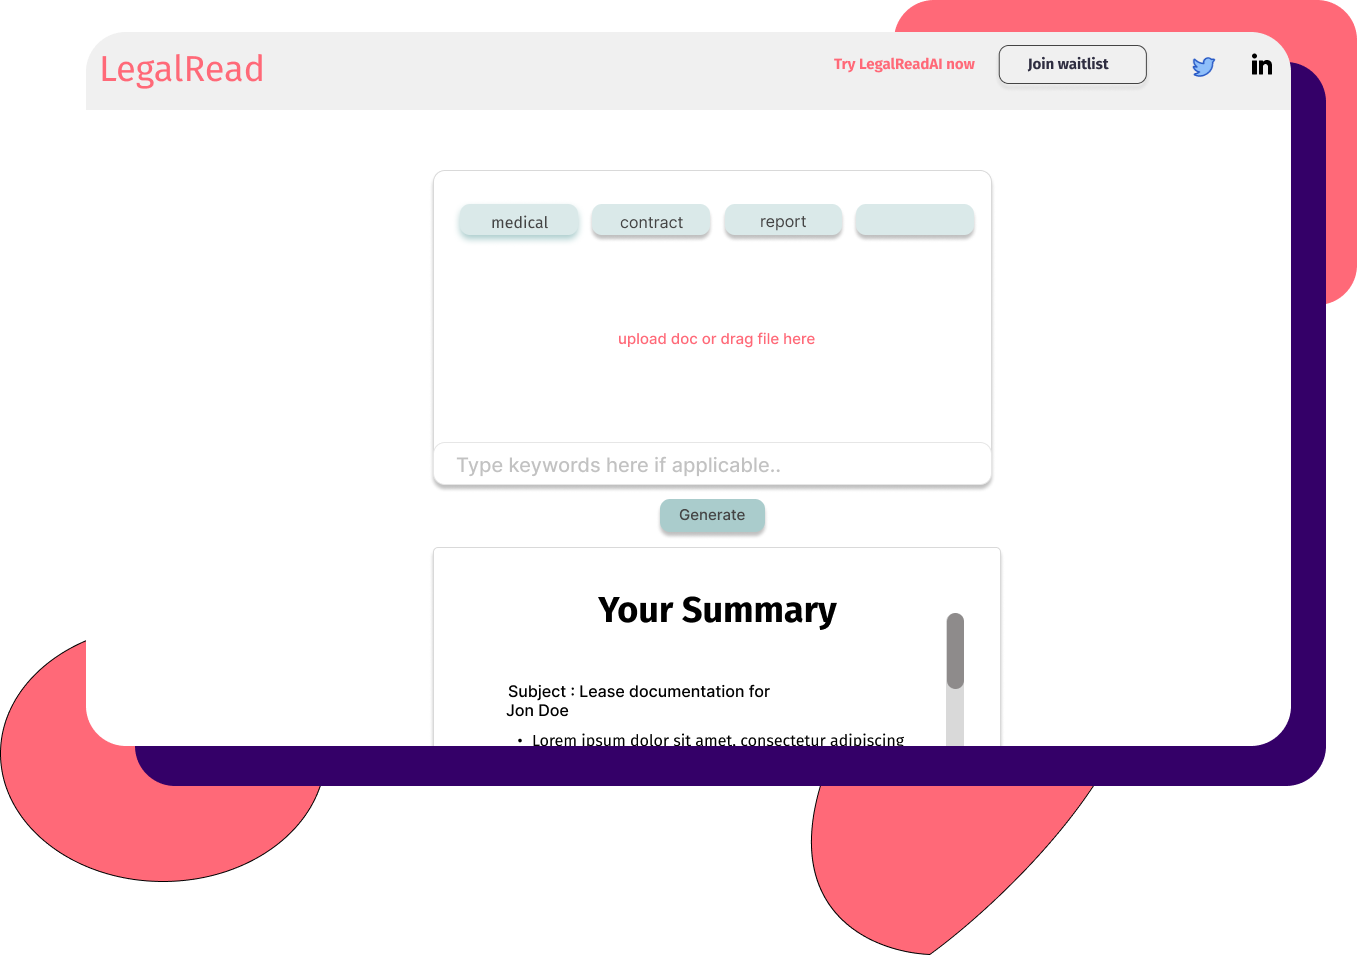 LegalRead
Try LegalReadAI now
Join waitlist
in
medical
contract
report
upload doc or drag file here
Type keywords here if applicable..
Generate
Your Summary
Subject : Lease documentation for
Jon Doe
• Lorem ipsum dolor sit amet, consectetur adipiscing